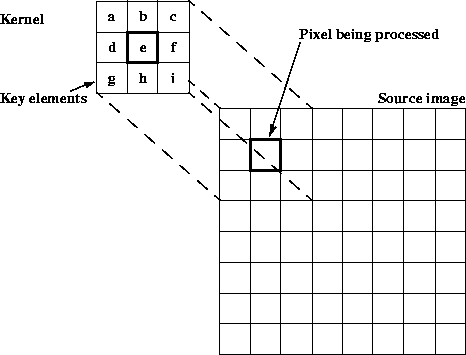 Kernel
a b c
d e f
g h i
Key elements
Pixel being processed
Source image